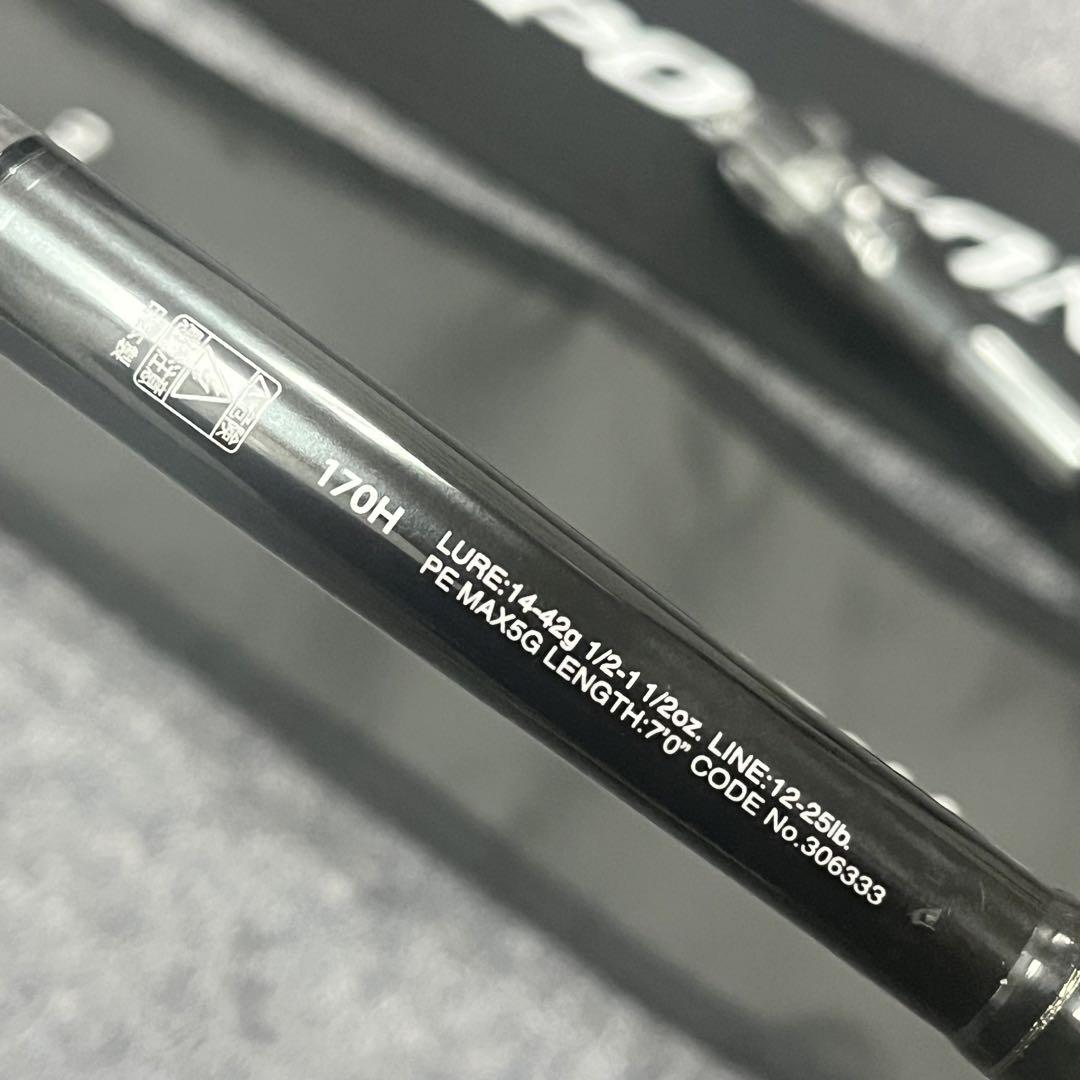 170H
LURE:14-42g 1/2-1 1/2oz. LINE:12-25lb.
PE MAX5G LENGTH:7'0" CODE No.306333